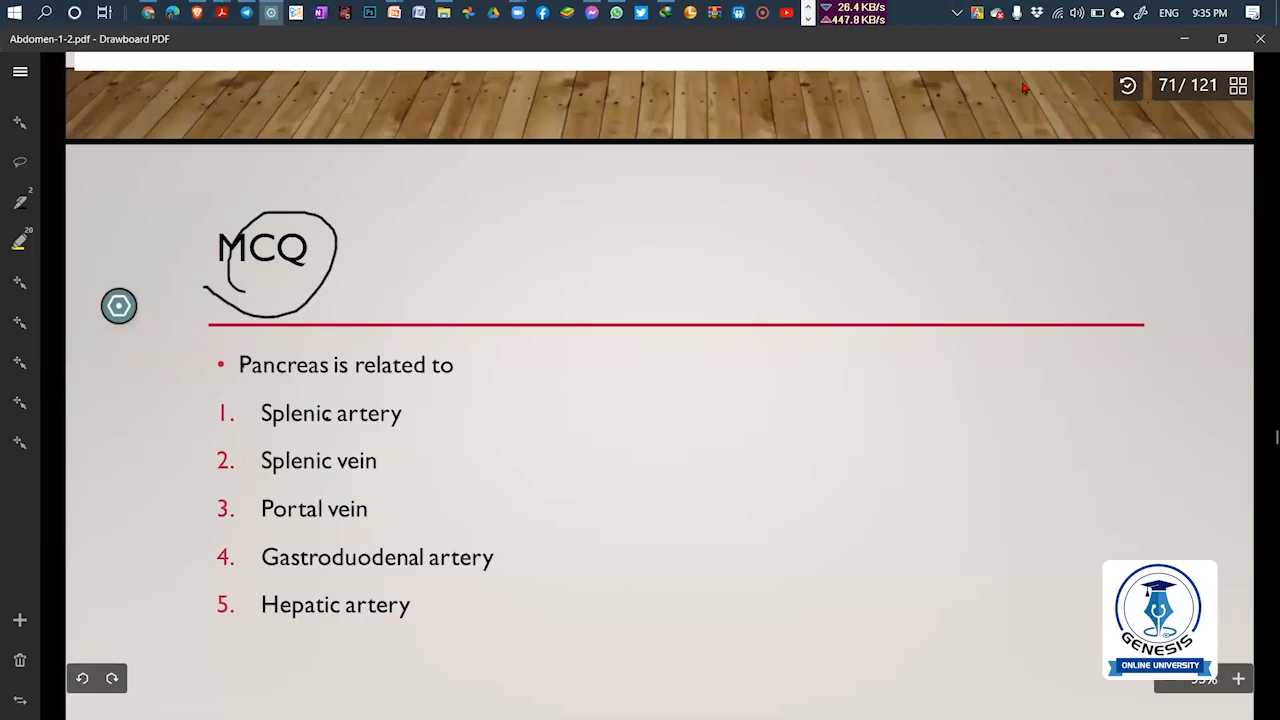 26.4 KB/s
447.8 KB/s
ENG
9:35 PM
Abdomen-1-2.pdf - Drawboard PDF
71 / 121
2
20
MCQ
• Pancreas is related to
1. Splenic artery
2. Splenic vein
3. Portal vein
4. Gastroduodenal artery
5. Hepatic artery
GENESIS
ONLINE UNIVERSITY